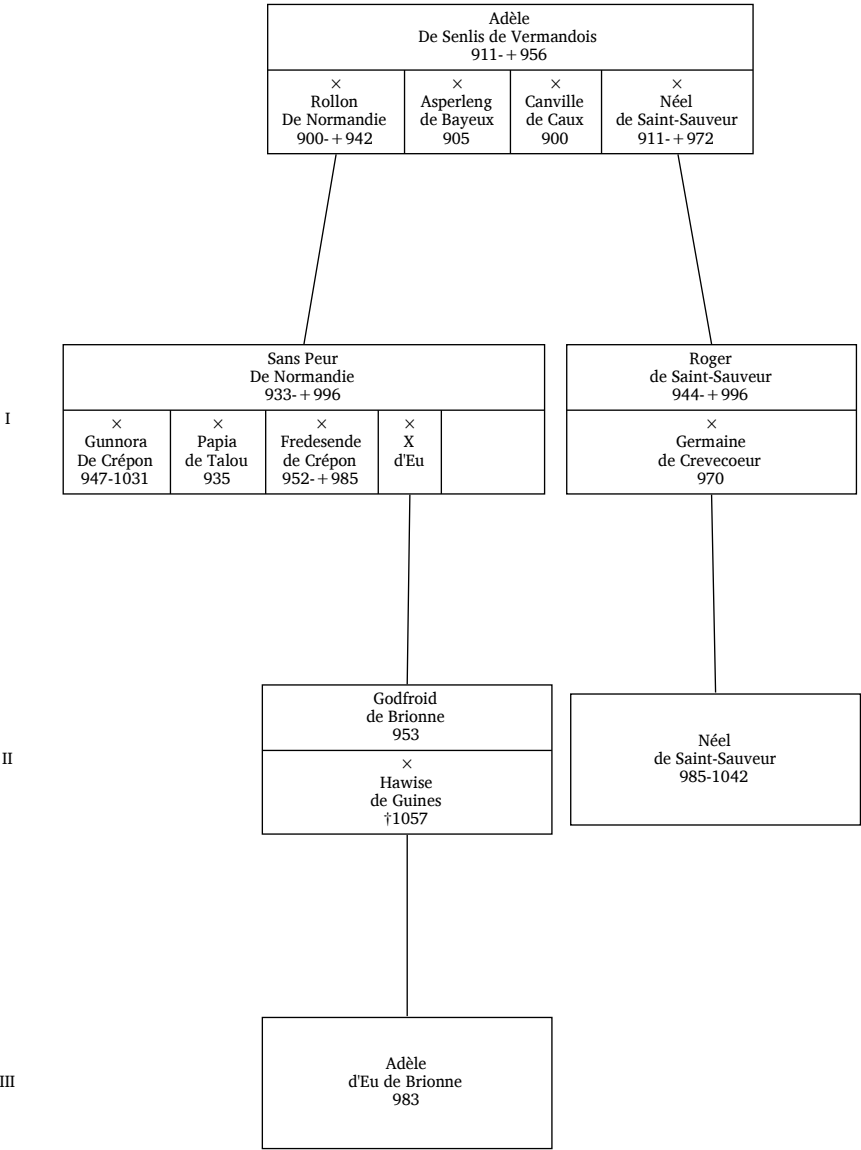 Adèle
De Senlis de Vermandois
911-+956
×
Rollon
De Normandie
900-+942
×
Asperleng
de Bayeux
905
×
Canville
de Caux
900
×
Néel
de Saint-Sauveur
911-+972
I
Sans Peur
De Normandie
933-+996
×
Gunnora
De Crépon
947-1031
×
Papia
de Talou
935
×
Fredesende
de Crépon
952-+985
×
X
d'Eu
Roger
de Saint-Sauveur
944-+996
×
Germaine
de Crevecoeur
970
II
Godfroid
de Brionne
953
×
Hawise
de Guines
†1057
Néel
de Saint-Sauveur
985-1042
III
Adèle
d'Eu de Brionne
983